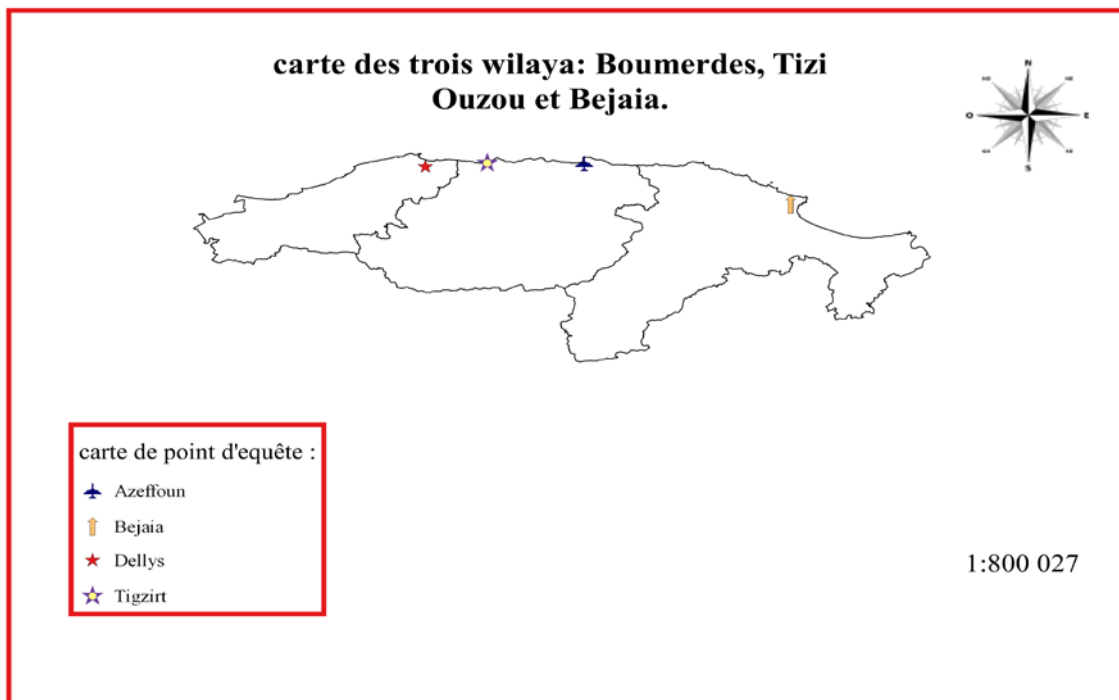 carte des trois wilaya: Boumerdes, Tizi
Ouzou et Bejaia.
N
O
E
S
carte de point d'equête :
Azeffoun
Bejaia
Dellys
Tigzirt
1:800 027